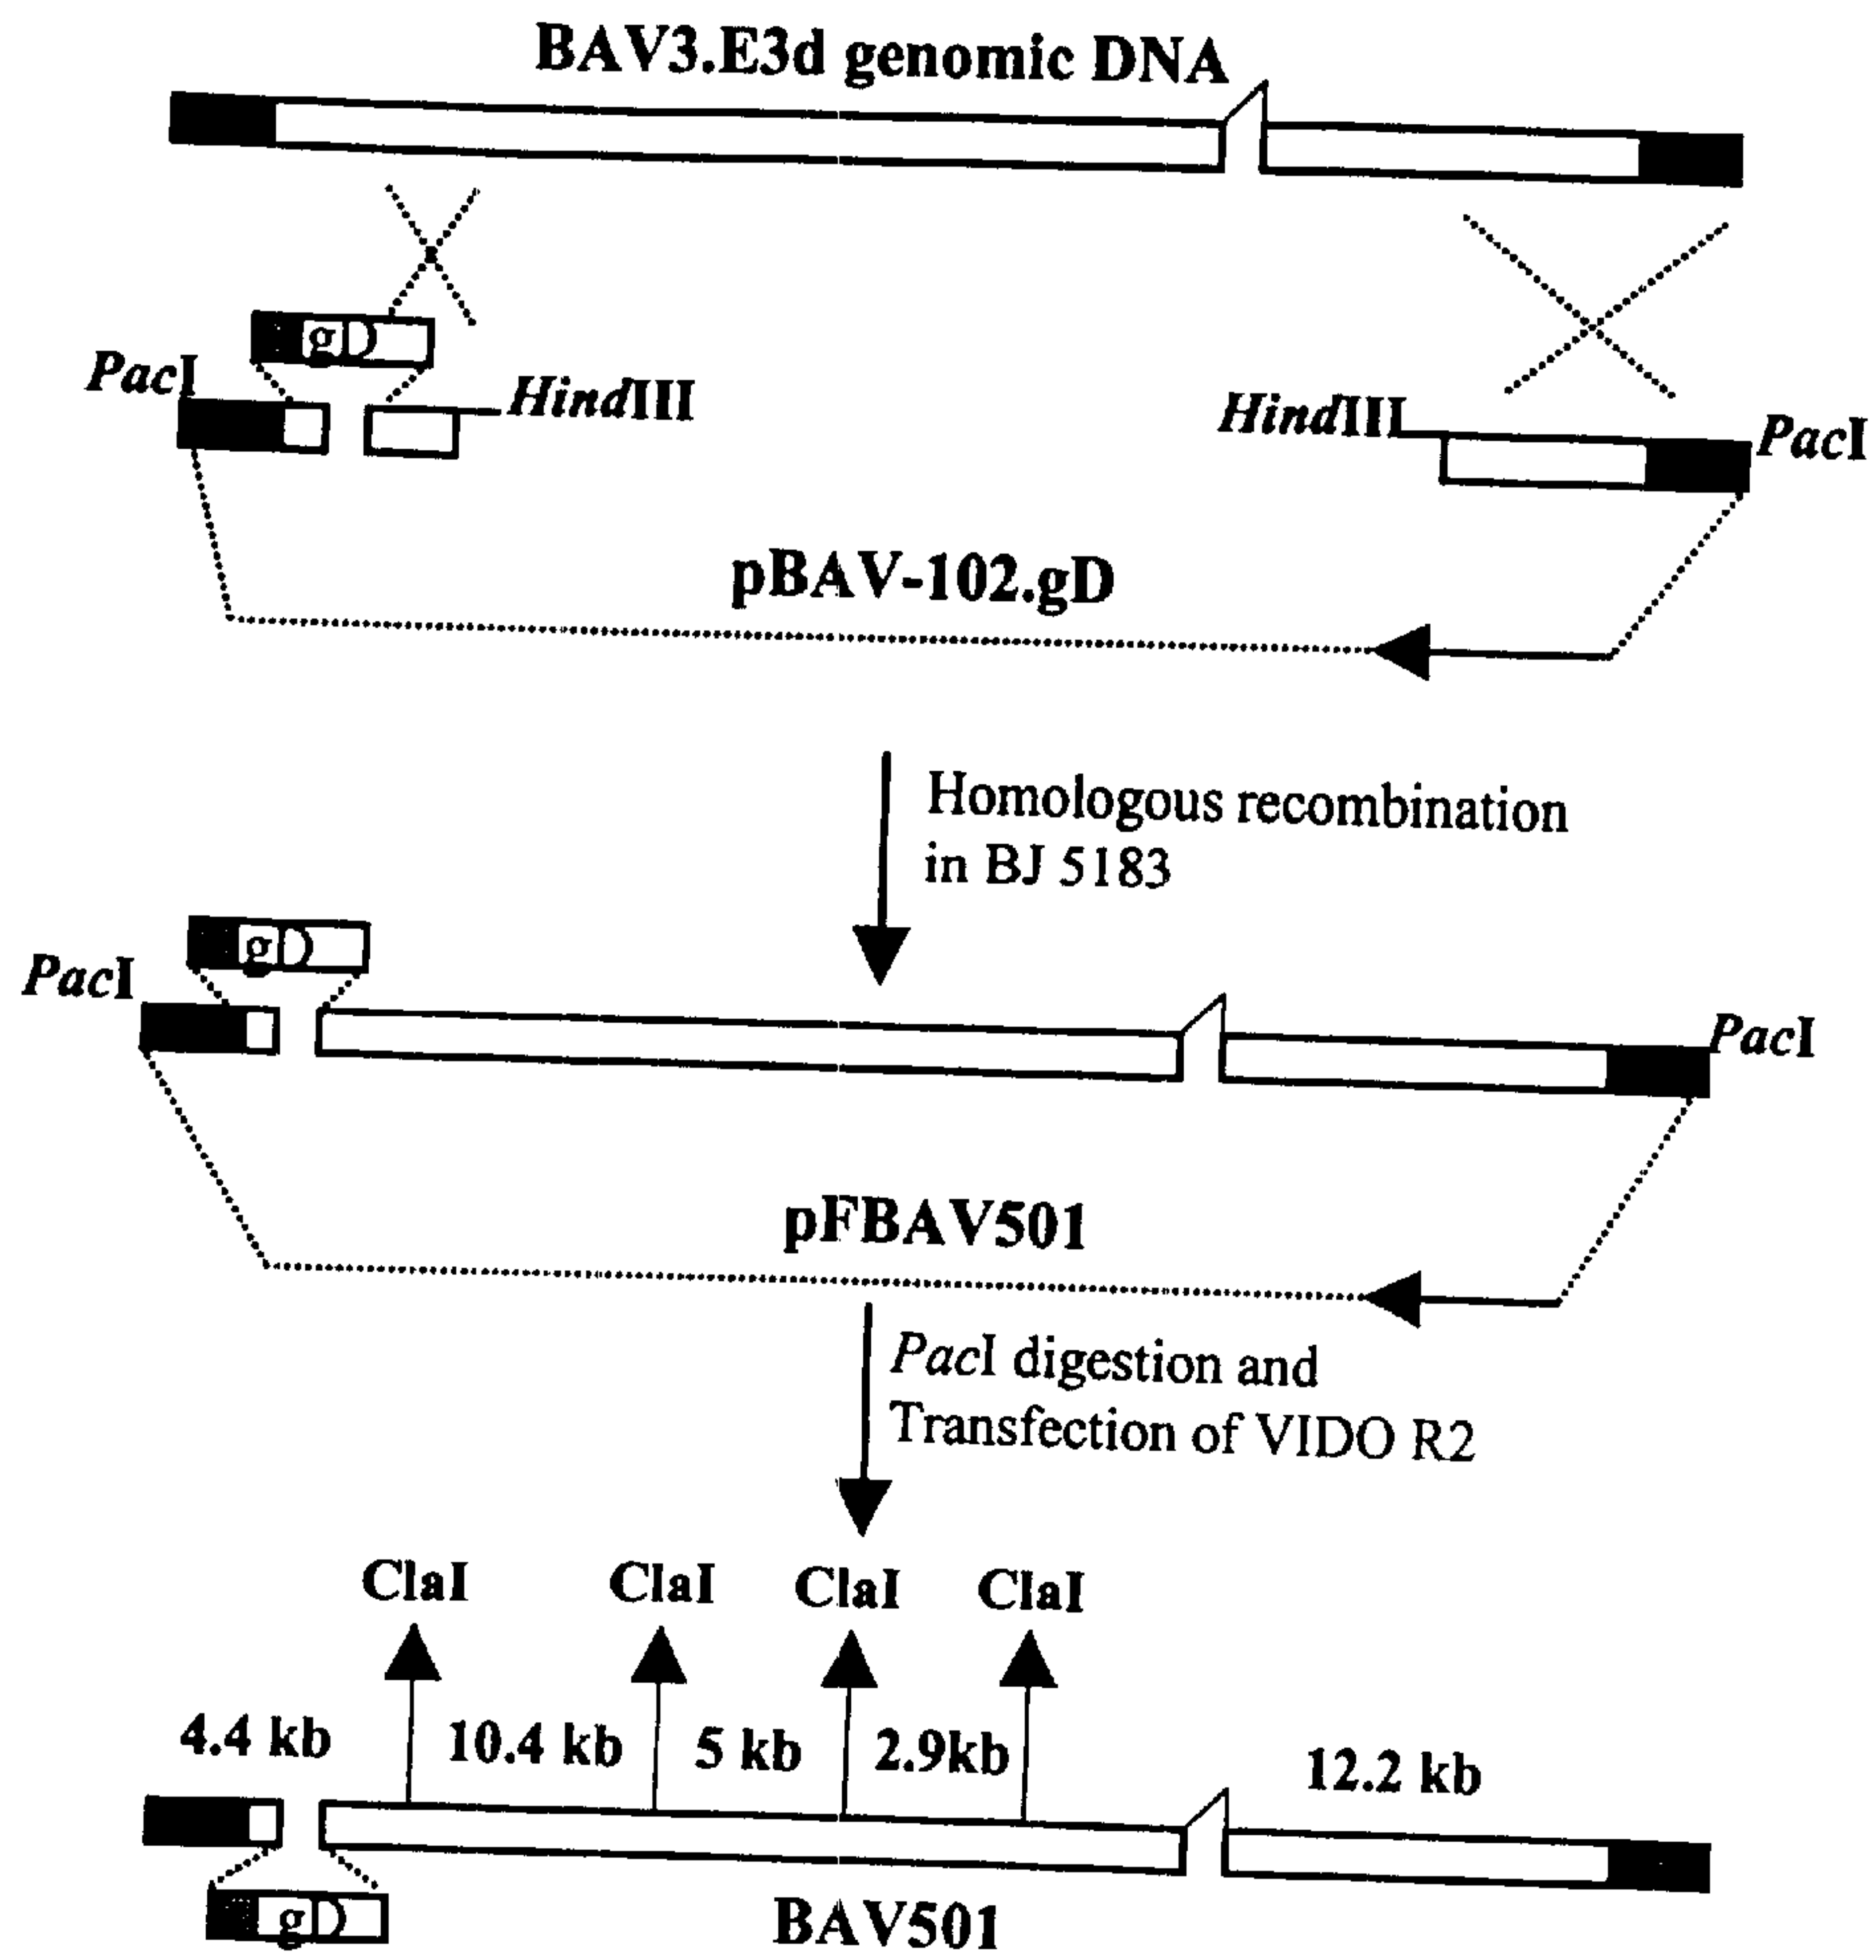 BAV3.E3d genomic DNA
gD
PacI
HindIII
HindIII
PacI
pBAV-102.gD
Homologous recombination
in BJ 5183
gD
PacI
PacI
pFBAV501
PacI digestion and
Transfection of VIDO R2
ClaI ClaI ClaI ClaI
4.4 kb 10.4 kb 5 kb 2.9kb 12.2 kb
gD
BAV501